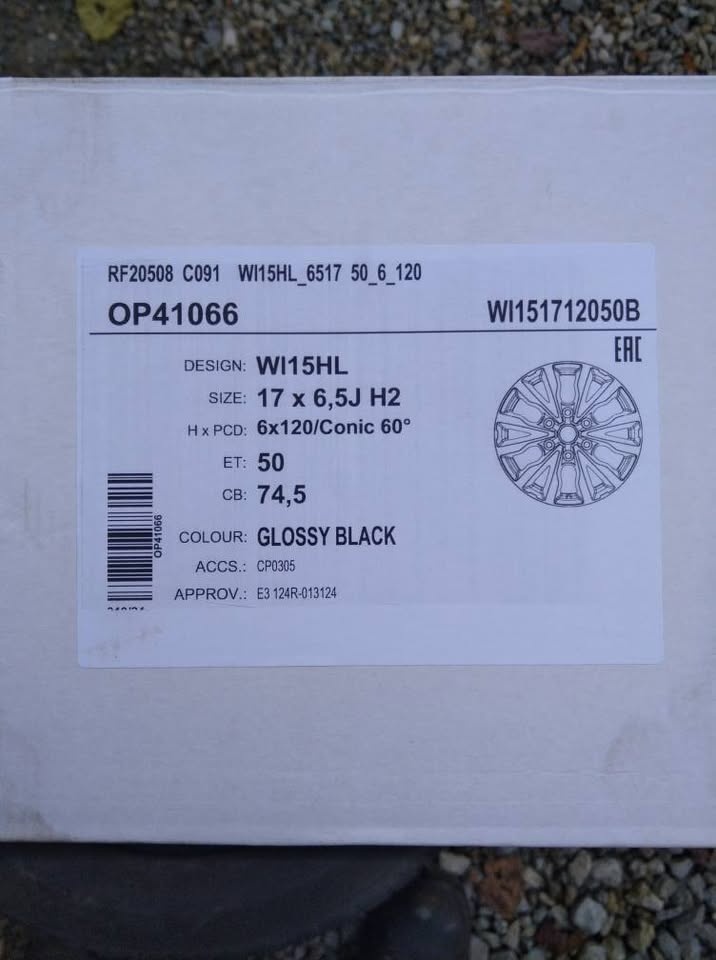 RF20508 C091 WI15HL_6517 50_6_120
OP41066 WI151712050B
EAC
DESIGN: WI15HL
SIZE: 17 x 6,5J H2
H x PCD: 6x120/Conic 60°
ET: 50
CB: 74,5
OP41066
COLOUR: GLOSSY BLACK
ACCS.: CP0305
APPROV.: E3 124R-013124